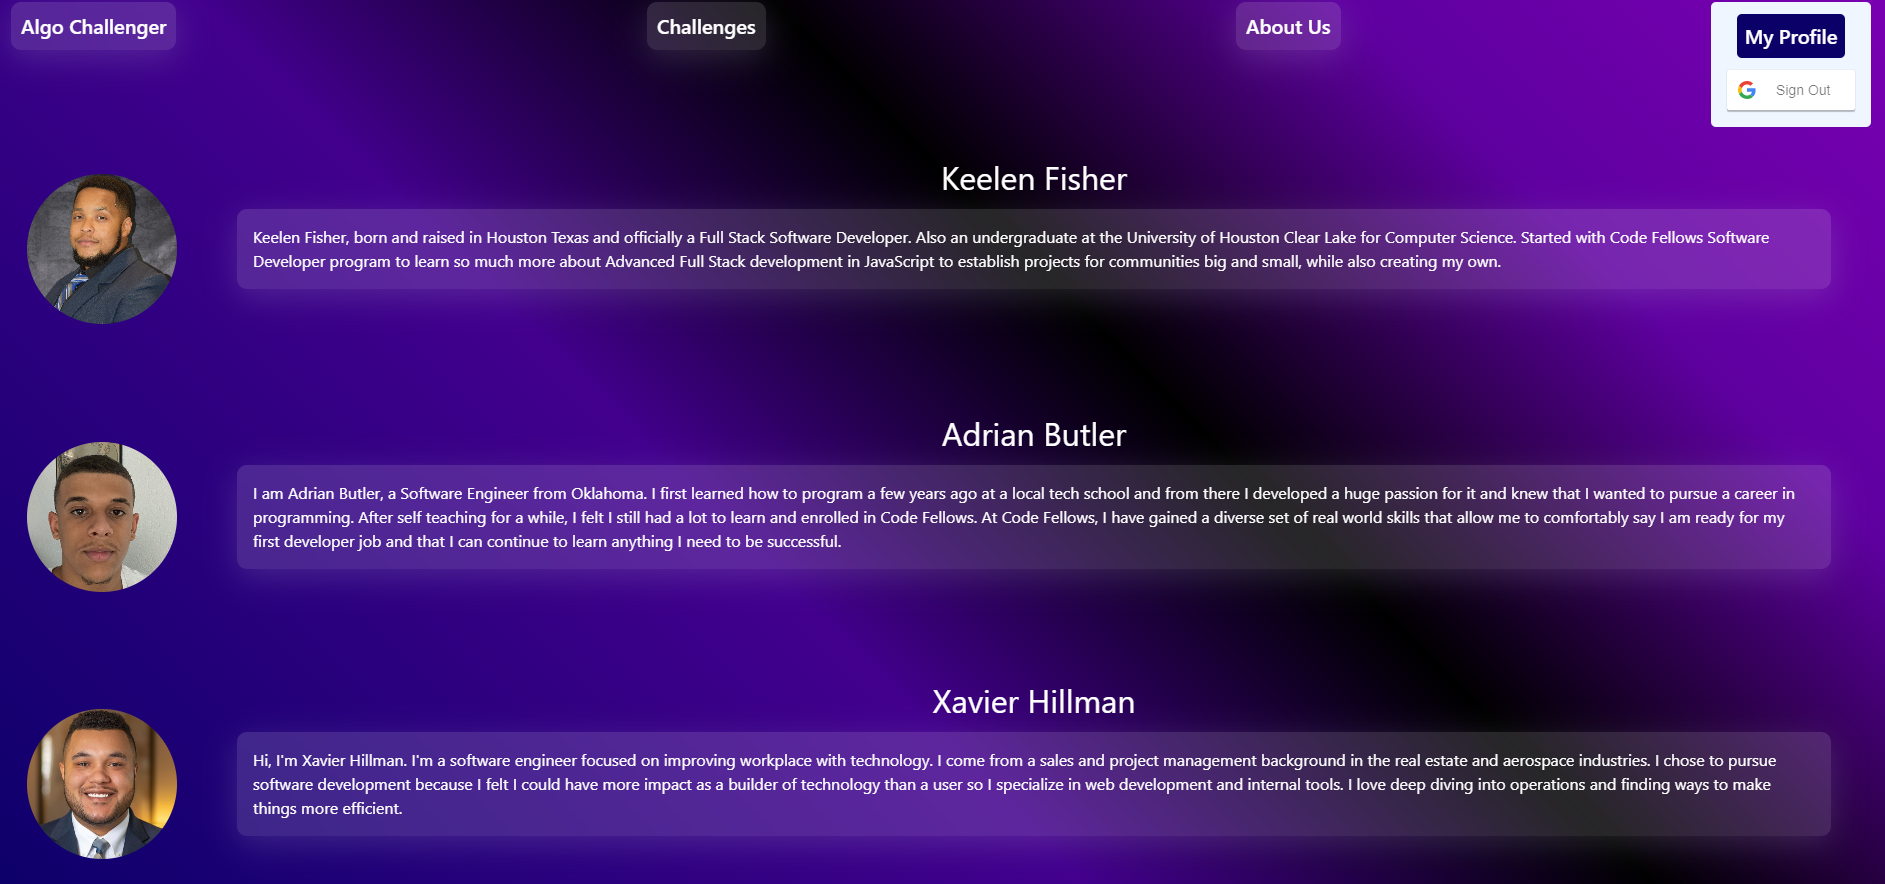 Algo Challenger
Challenges
About Us
My Profile
Sign Out
Keelen Fisher
Keelen Fisher, born and raised in Houston Texas and officially a Full Stack Software Developer. Also an undergraduate at the University of Houston Clear Lake for Computer Science. Started with Code Fellows Software
Developer program to learn so much more about Advanced Full Stack development in JavaScript to establish projects for communities big and small, while also creating my own.
Adrian Butler
I am Adrian Butler, a Software Engineer from Oklahoma. I first learned how to program a few years ago at a local tech school and from there I developed a huge passion for it and knew that I wanted to pursue a career in
programming. After self teaching for a while, I felt I still had a lot to learn and enrolled in Code Fellows. At Code Fellows, I have gained a diverse set of real world skills that allow me to comfortably say I am ready for my
first developer job and that I can continue to learn anything I need to be successful.
Xavier Hillman
Hi, I'm Xavier Hillman. I'm a software engineer focused on improving workplace with technology. I come from a sales and project management background in the real estate and aerospace industries. I chose to pursue
software development because I felt I could have more impact as a builder of technology than a user so I specialize in web development and internal tools. I love deep diving into operations and finding ways to make
things more efficient.